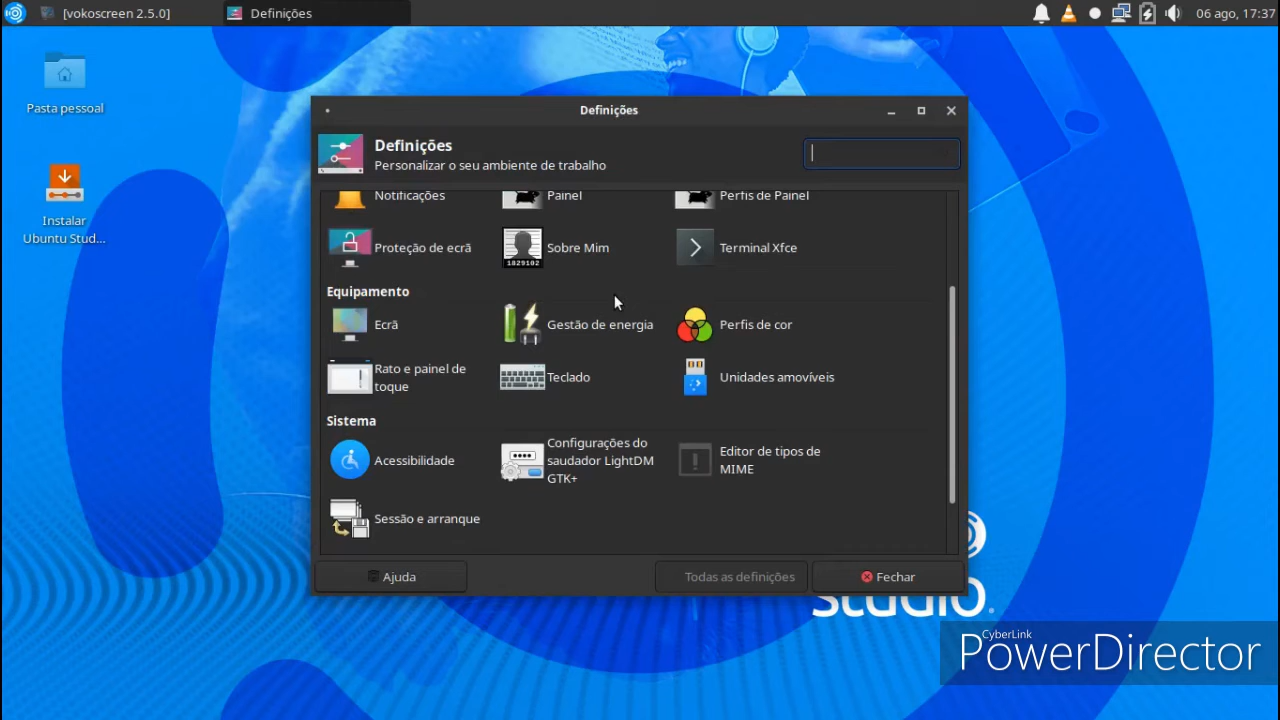 [vokoscreen 2.5.0]
Definições
06 ago, 17:37
Pasta pessoal
Instalar
Ubuntu Stud...
Definições
Definições
Personalizar o seu ambiente de trabalho
Notificações
Painel
Perfis de Painel
Proteção de ecrã
1029102
Sobre Mim
Terminal Xfce
Equipamento
Ecrã
Gestão de energia
Perfis de cor
Rato e painel de
toque
Teclado
Unidades amovíveis
Sistema
Acessibilidade
Configurações do
saudador LightDM
GTK+
Editor de tipos de
MIME
Sessão e arranque
Ajuda
Todas as definições
Fechar
studio
CyberLink
PowerDirector